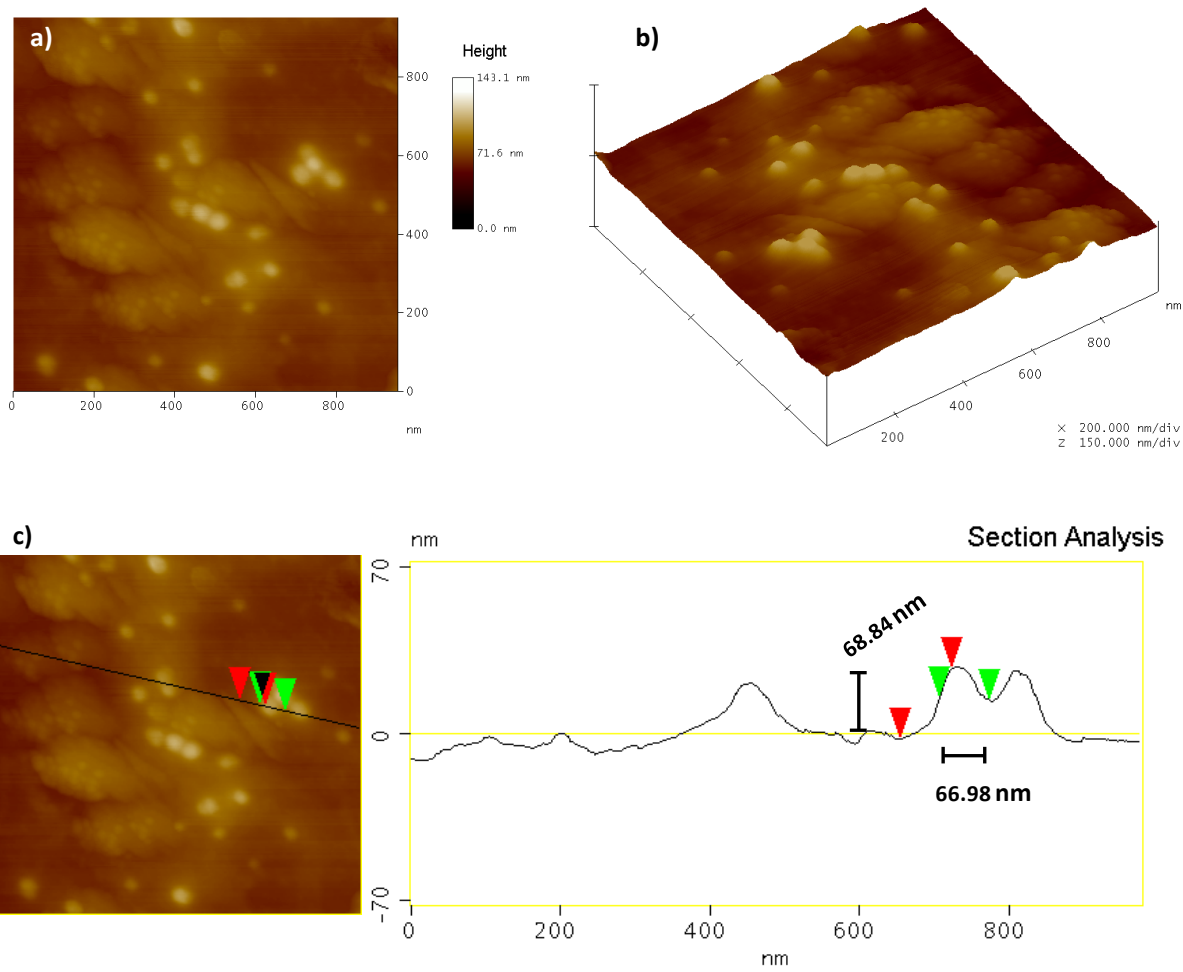 a)
Height
143.1 nm
71.6 nm
0.0 nm
800
600
400
200
0
0 200 400 600 800
nm
b)
nm
800
600
400
200
X 200.000 nm/div
Z 150.000 nm/div
c)
nm
Section Analysis
70
0
-70
68.84 nm
66.98 nm
0 200 400 600 800
nm